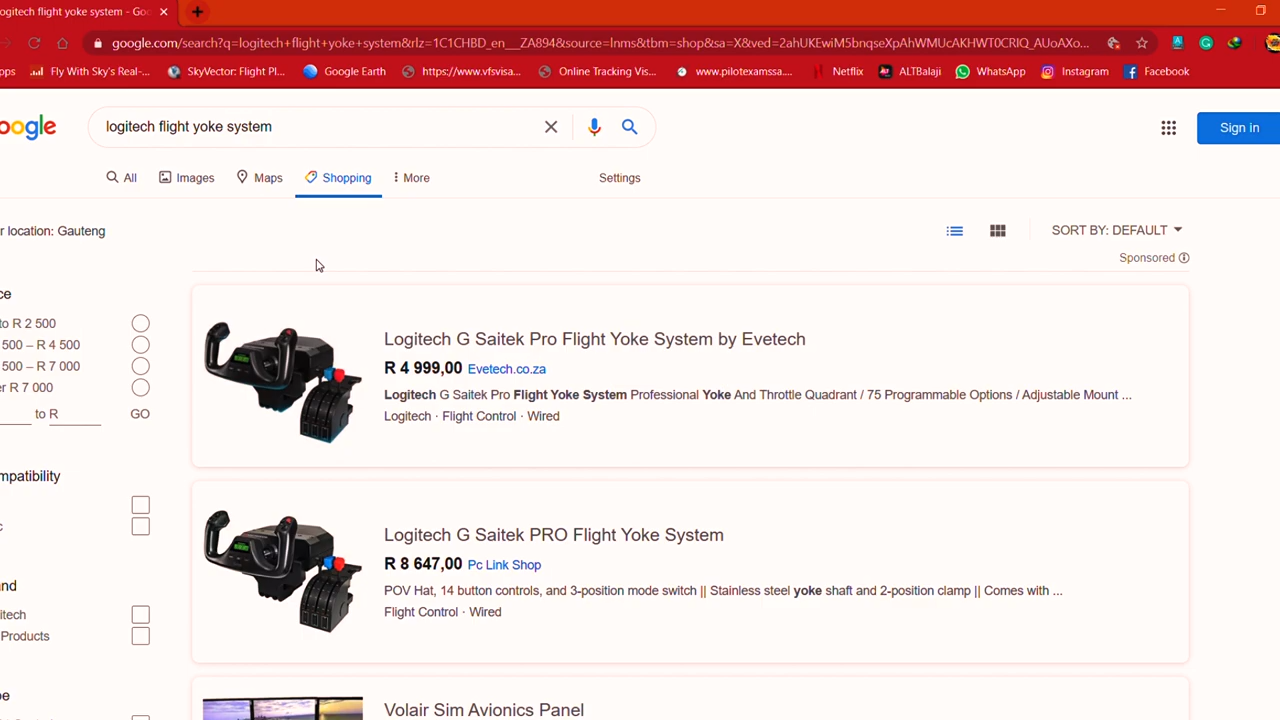 ogitech flight yoke system - Goo
google.com/search?q=logitech+flight+yoke+system&rlz=1C1CHBD_en__ZA894&source=lnms&tbm=shop&sa=X&ved=2ahUKEwiM5bnqseXpAhWMUcAKHWT0CRIQ_AUoAXo...
pps Fly With Sky's Real-... SkyVector: Flight Pl... Google Earth https://www.vfsvisa... Online Tracking Vis... www.pilotexamssa.... Netflix ALTBalaji WhatsApp Instagram Facebook
oogle logitech flight yoke system Sign in
All Images Maps Shopping More Settings
r location: Gauteng SORT BY: DEFAULT
Sponsored
ce
to R 2 500
500 – R 4 500
500 – R 7 000
er R 7 000
to R GO
mpatibility
c
and
itech
Products
pe
Logitech G Saitek Pro Flight Yoke System by Evetech
R 4 999,00 Evetech.co.za
Logitech G Saitek Pro Flight Yoke System Professional Yoke And Throttle Quadrant / 75 Programmable Options / Adjustable Mount ...
Logitech · Flight Control · Wired
Logitech G Saitek PRO Flight Yoke System
R 8 647,00 Pc Link Shop
POV Hat, 14 button controls, and 3-position mode switch || Stainless steel yoke shaft and 2-position clamp || Comes with ...
Flight Control · Wired
Volair Sim Avionics Panel